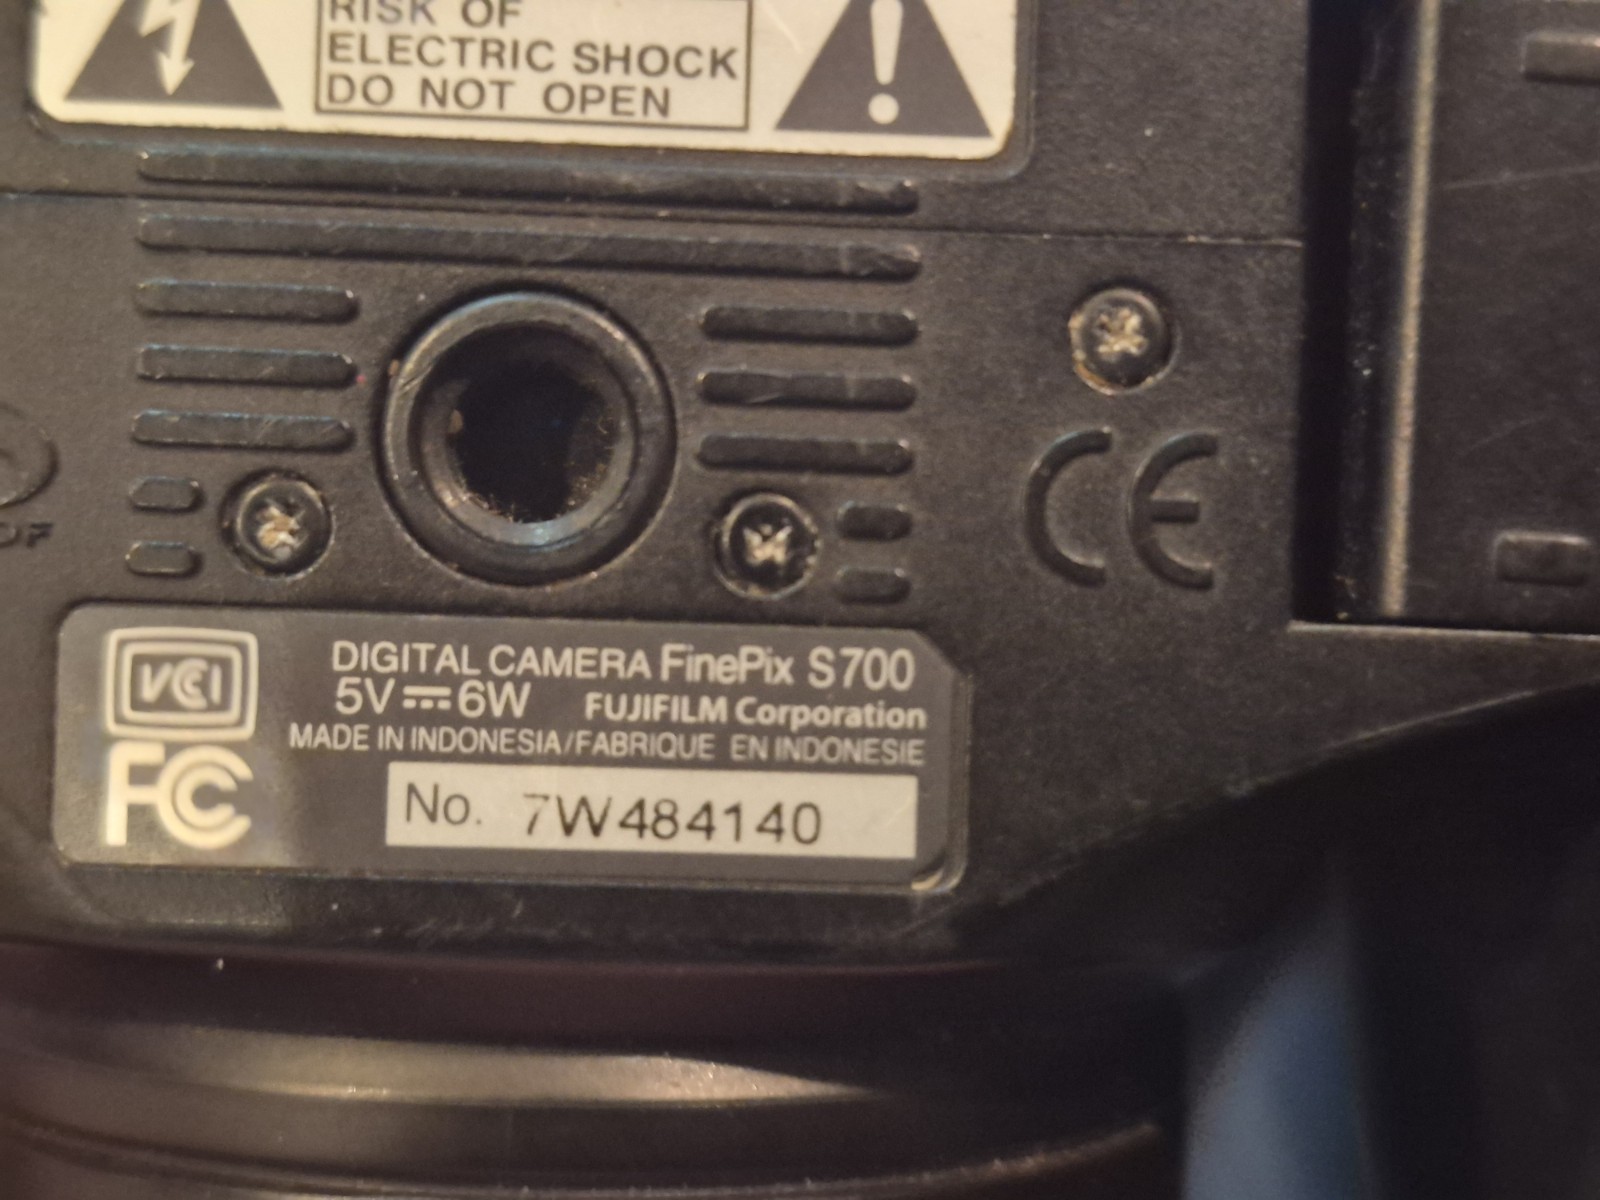 RISK OF
ELECTRIC SHOCK
DO NOT OPEN
CE
VCCI
DIGITAL CAMERA FinePix S700
5V⎓6W FUJIFILM Corporation
MADE IN INDONESIA/FABRIQUE EN INDONESIE
FC
No. 7W484140